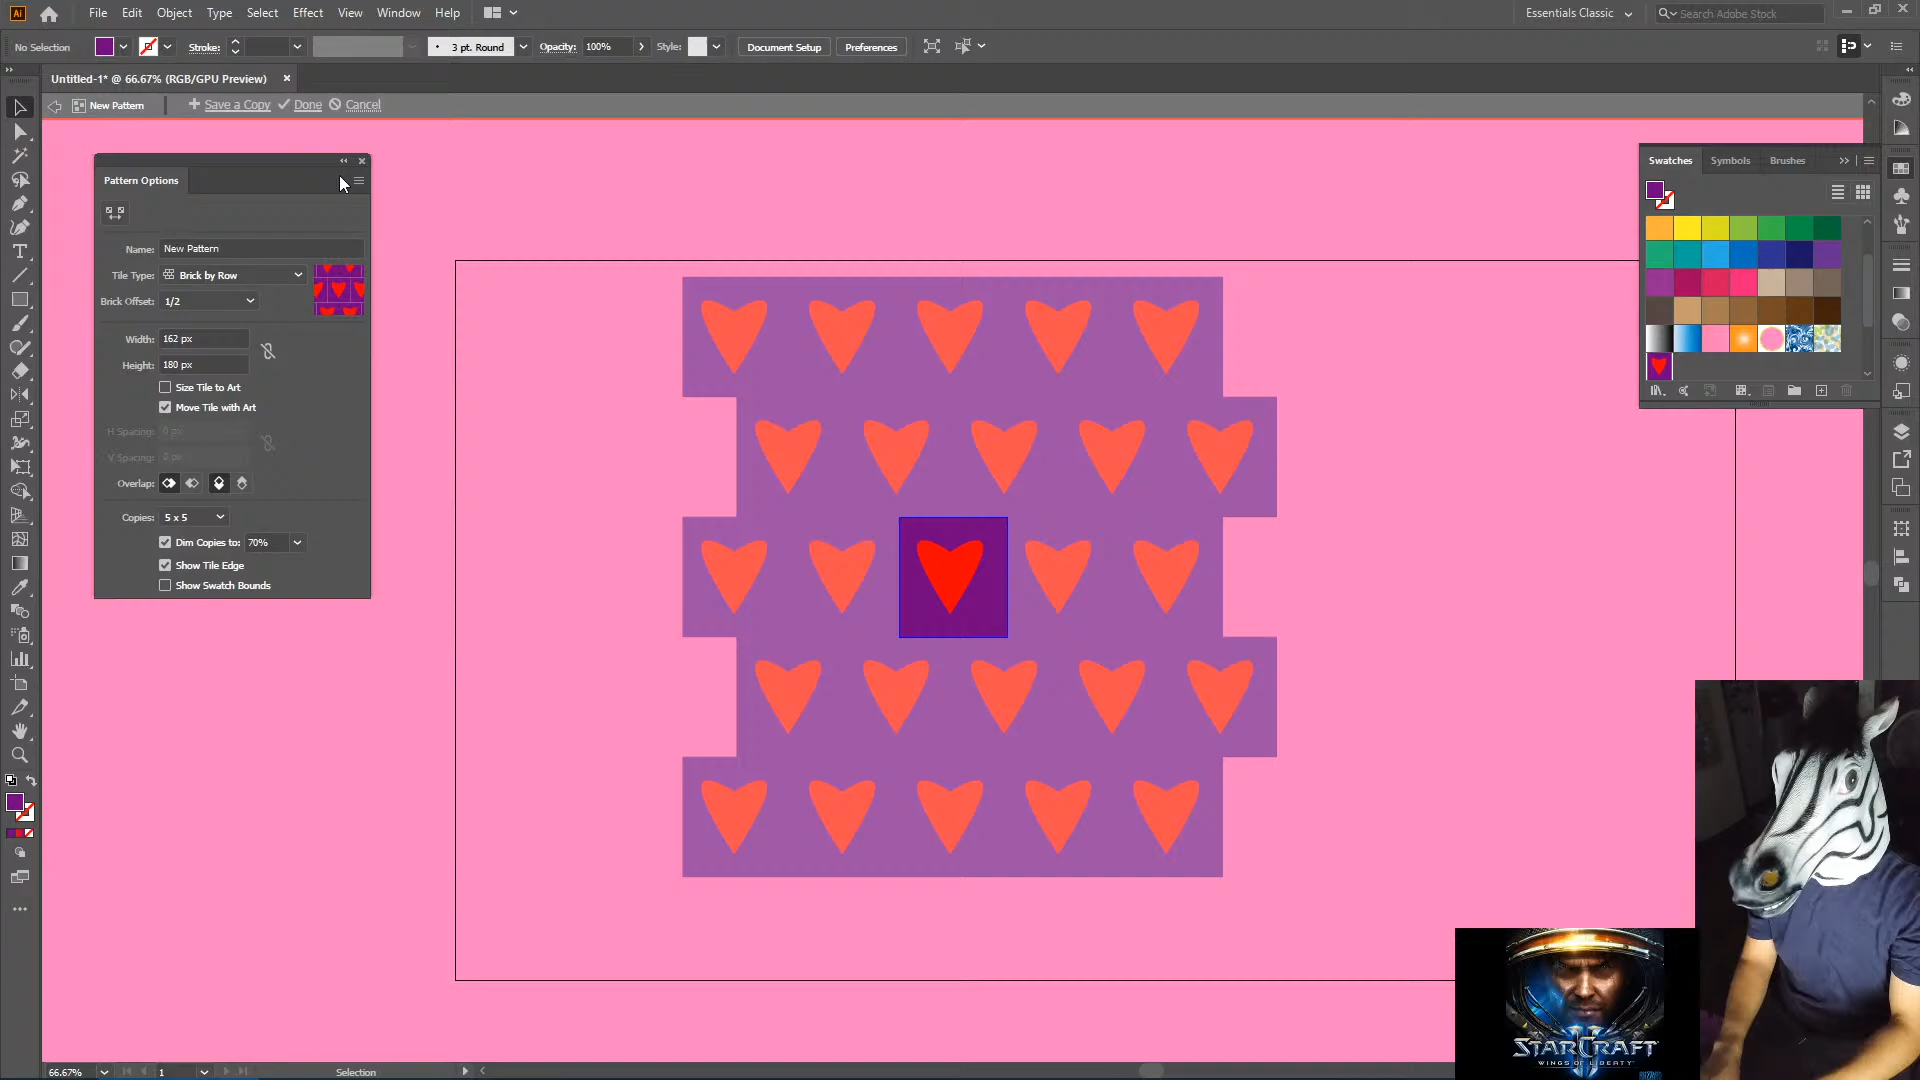 Ai File Edit Object Type Select Effect View Window Help Essentials Classic Search Adobe Stock
No Selection Stroke: 3 pt. Round Opacity: 100% Style: Document Setup Preferences
Untitled-1* @ 66.67% (RGB/GPU Preview)
New Pattern Save a Copy Done Cancel
Pattern Options
Name: New Pattern
Tile Type: Brick by Row
Brick Offset: 1/2
Width: 162 px
Height: 180 px
Size Tile to Art
Move Tile with Art
H Spacing: 0 px
V Spacing: 0 px
Overlap:
Copies: 5 x 5
Dim Copies to: 70%
Show Tile Edge
Show Swatch Bounds
Swatches Symbols Brushes
STARCRAFT
II
WINGS OF LIBERTY
66.67% 1 Selection